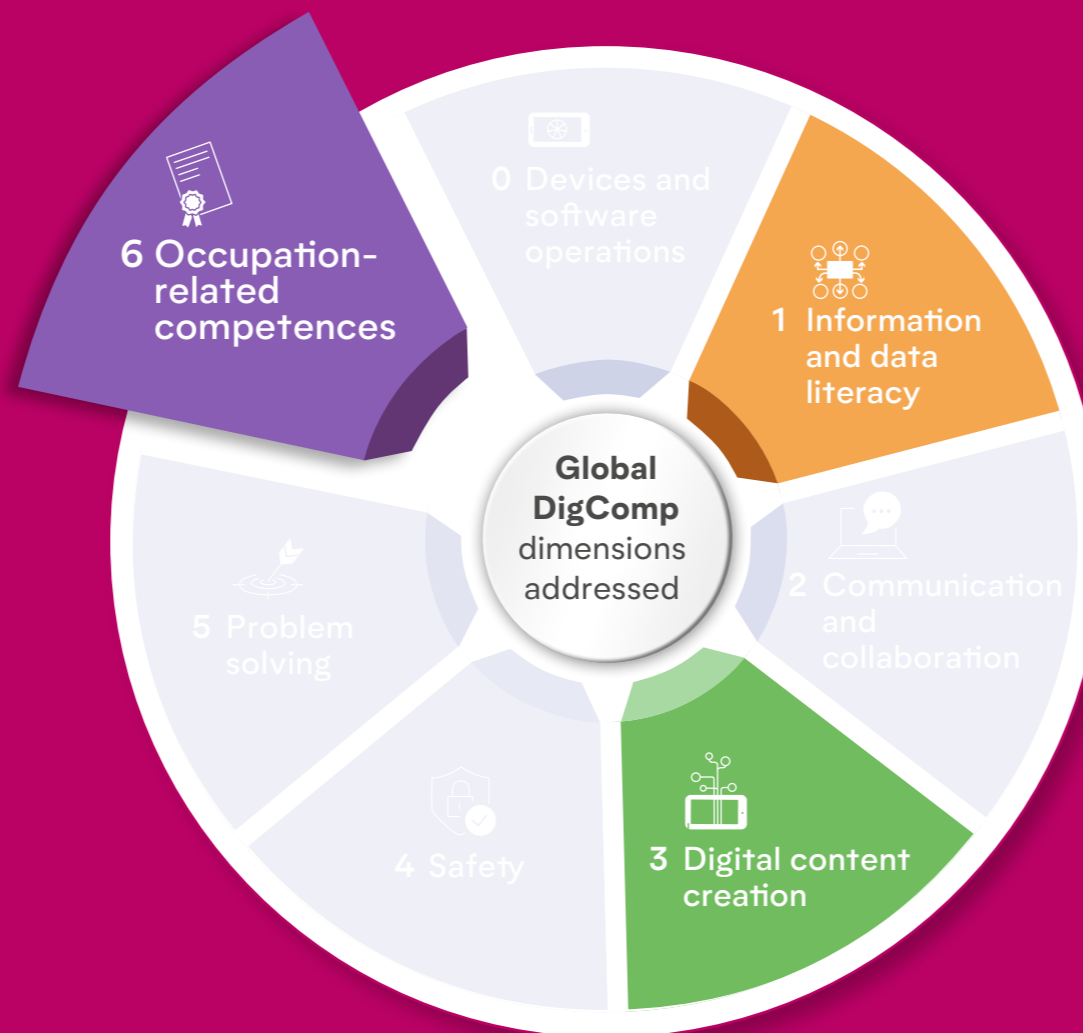 0 Devices and
software
operations
1 Information
and data
literacy
2 Communication
and
collaboration
3 Digital content
creation
4 Safety
5 Problem
solving
6 Occupation-
related
competences
Global
DigComp
dimensions
addressed